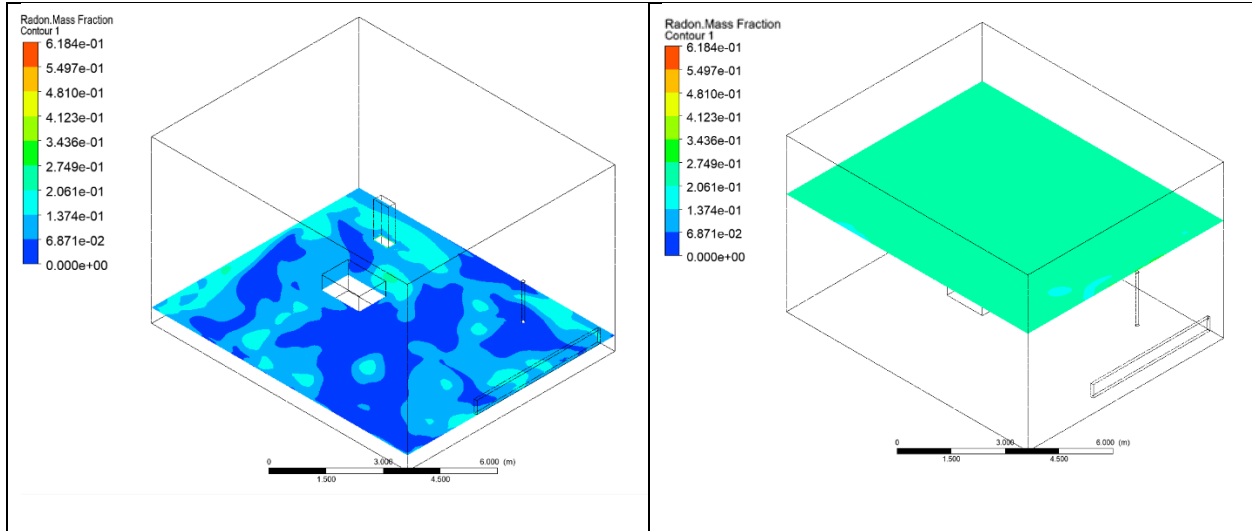 Radon.Mass Fraction
Contour 1
6.184e-01
5.497e-01
4.810e-01
4.123e-01
3.436e-01
2.749e-01
2.061e-01
1.374e-01
6.871e-02
0.000e+00
0 3.000 6.000 (m)
1.500 4.500
Radon.Mass Fraction
Contour 1
6.184e-01
5.497e-01
4.810e-01
4.123e-01
3.436e-01
2.749e-01
2.061e-01
1.374e-01
6.871e-02
0.000e+00
0 3.000 6.000 (m)
1.500 4.500